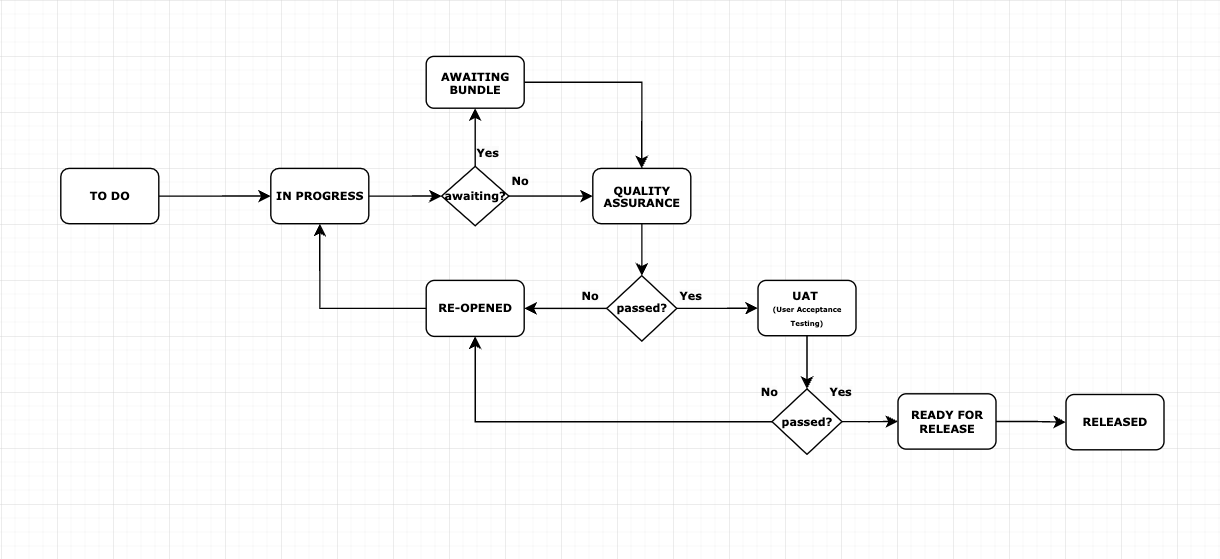 AWAITING
BUNDLE
Yes
No
TO DO
IN PROGRESS
awaiting?
QUALITY
ASSURANCE
No
Yes
RE-OPENED
passed?
UAT
(User Acceptance
Testing)
No
Yes
passed?
READY FOR
RELEASE
RELEASED